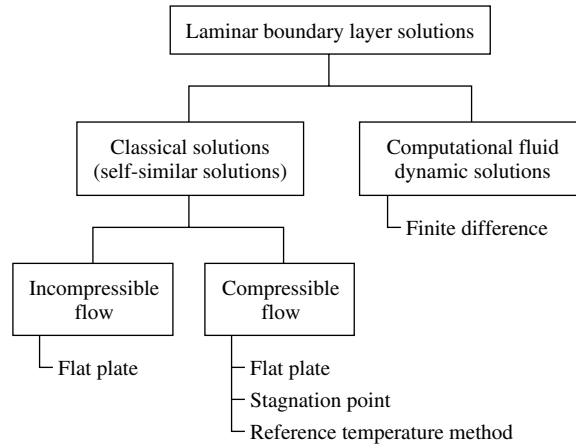 Laminar boundary layer solutions
Classical solutions
(self-similar solutions)
Computational fluid
dynamic solutions
Finite difference
Incompressible
flow
Flat plate
Compressible
flow
Flat plate
Stagnation point
Reference temperature method